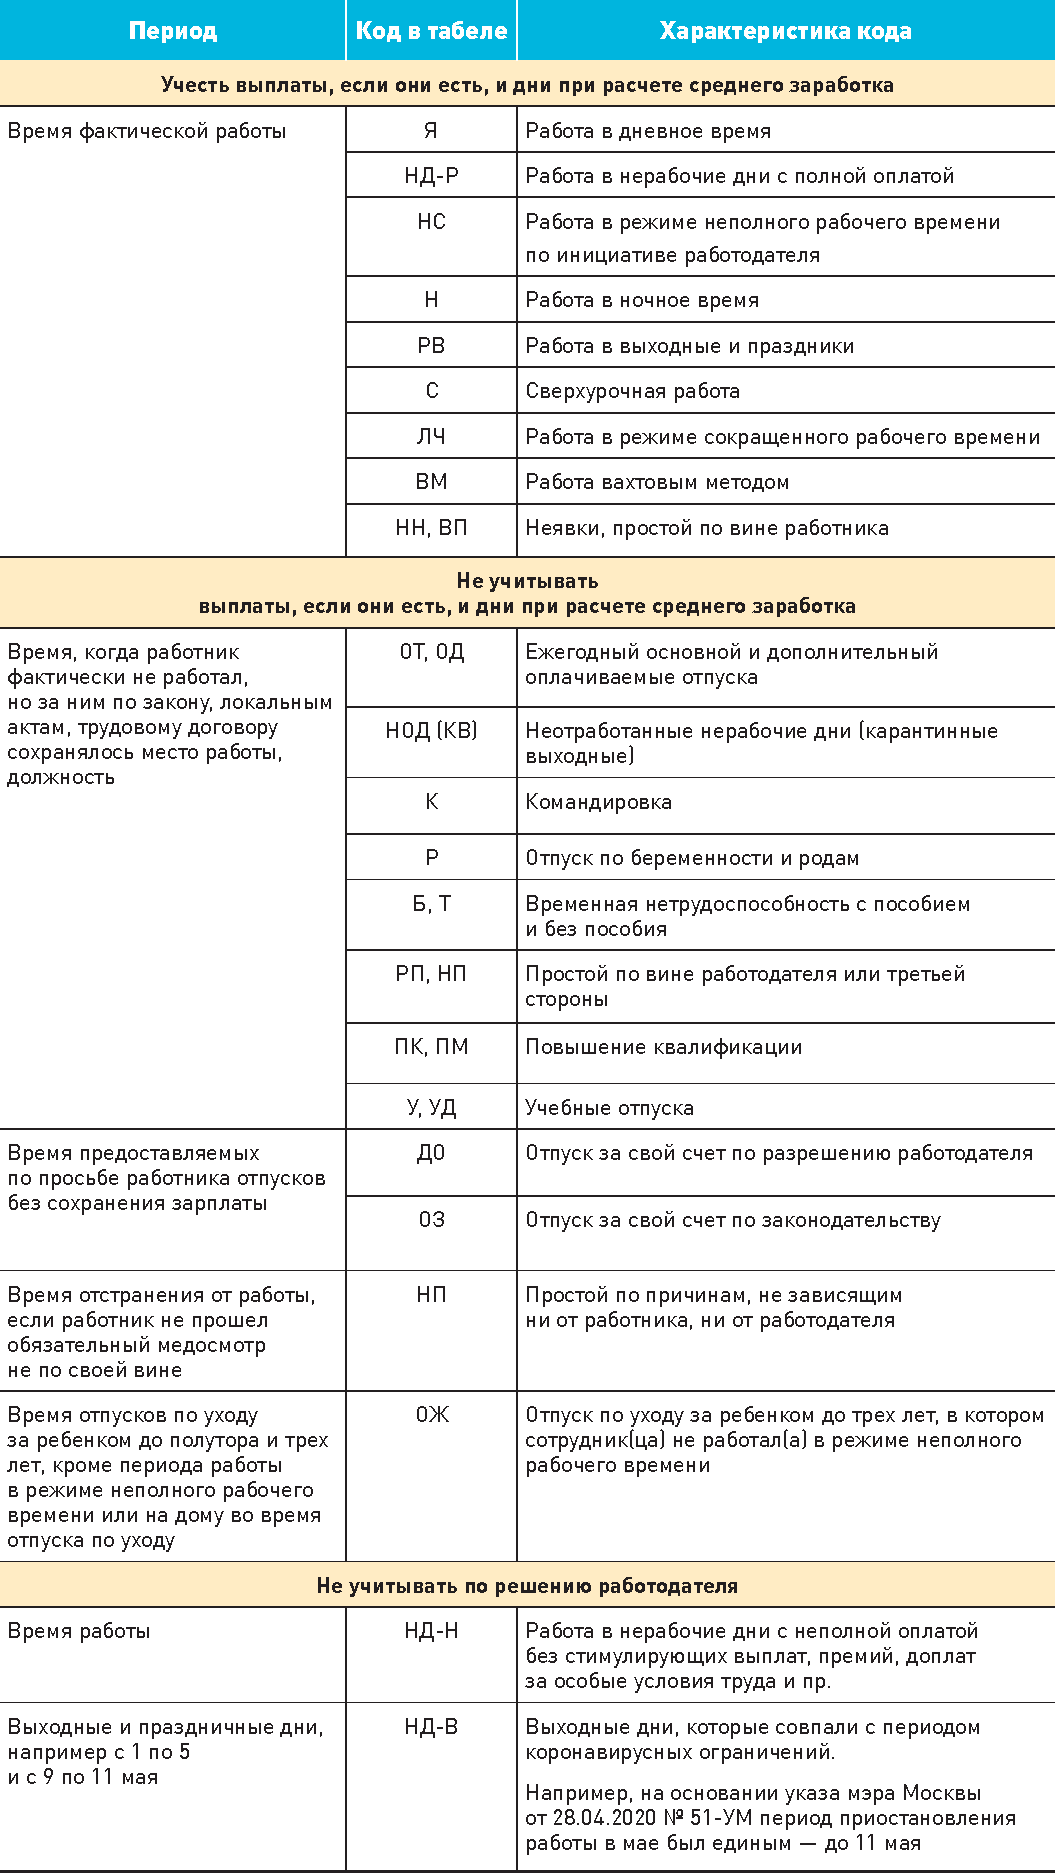 Период Код в табеле Характеристика кода
Учесть выплаты, если они есть, и дни при расчете среднего заработка
Время фактической работы
Я
Работа в дневное время
НД-Р
Работа в нерабочие дни с полной оплатой
НС
Работа в режиме неполного рабочего времени
по инициативе работодателя
Н
Работа в ночное время
РВ
Работа в выходные и праздники
С
Сверхурочная работа
ЛЧ
Работа в режиме сокращенного рабочего времени
ВМ
Работа вахтовым методом
НН, ВП
Неявки, простой по вине работника
Не учитывать
выплаты, если они есть, и дни при расчете среднего заработка
Время, когда работник
фактически не работал,
но за ним по закону, локальным
актам, трудовому договору
сохранялось место работы,
должность
ОТ, ОД
Ежегодный основной и дополнительный
оплачиваемые отпуска
НОД (КВ)
Неотработанные нерабочие дни (карантинные
выходные)
К
Командировка
Р
Отпуск по беременности и родам
Б, Т
Временная нетрудоспособность с пособием
и без пособия
РП, НП
Простой по вине работодателя или третьей
стороны
ПК, ПМ
Повышение квалификации
У, УД
Учебные отпуска
Время предоставляемых
по просьбе работника отпусков
без сохранения зарплаты
ДО
Отпуск за свой счет по разрешению работодателя
ОЗ
Отпуск за свой счет по законодательству
Время отстранения от работы,
если работник не прошел
обязательный медосмотр
не по своей вине
НП
Простой по причинам, не зависящим
ни от работника, ни от работодателя
Время отпусков по уходу
за ребенком до полутора и трех
лет, кроме периода работы
в режиме неполного рабочего
времени или на дому во время
отпуска по уходу
ОЖ
Отпуск по уходу за ребенком до трех лет, в котором
сотрудник(ца) не работал(а) в режиме неполного
рабочего времени
Не учитывать по решению работодателя
Время работы
НД-Н
Работа в нерабочие дни с неполной оплатой
без стимулирующих выплат, премий, доплат
за особые условия труда и пр.
Выходные и праздничные дни,
например с 1 по 5
и с 9 по 11 мая
НД-В
Выходные дни, которые совпали с периодом
коронавирусных ограничений.
Например, на основании указа мэра Москвы
от 28.04.2020 № 51-УМ период приостановления
работы в мае был единым — до 11 мая